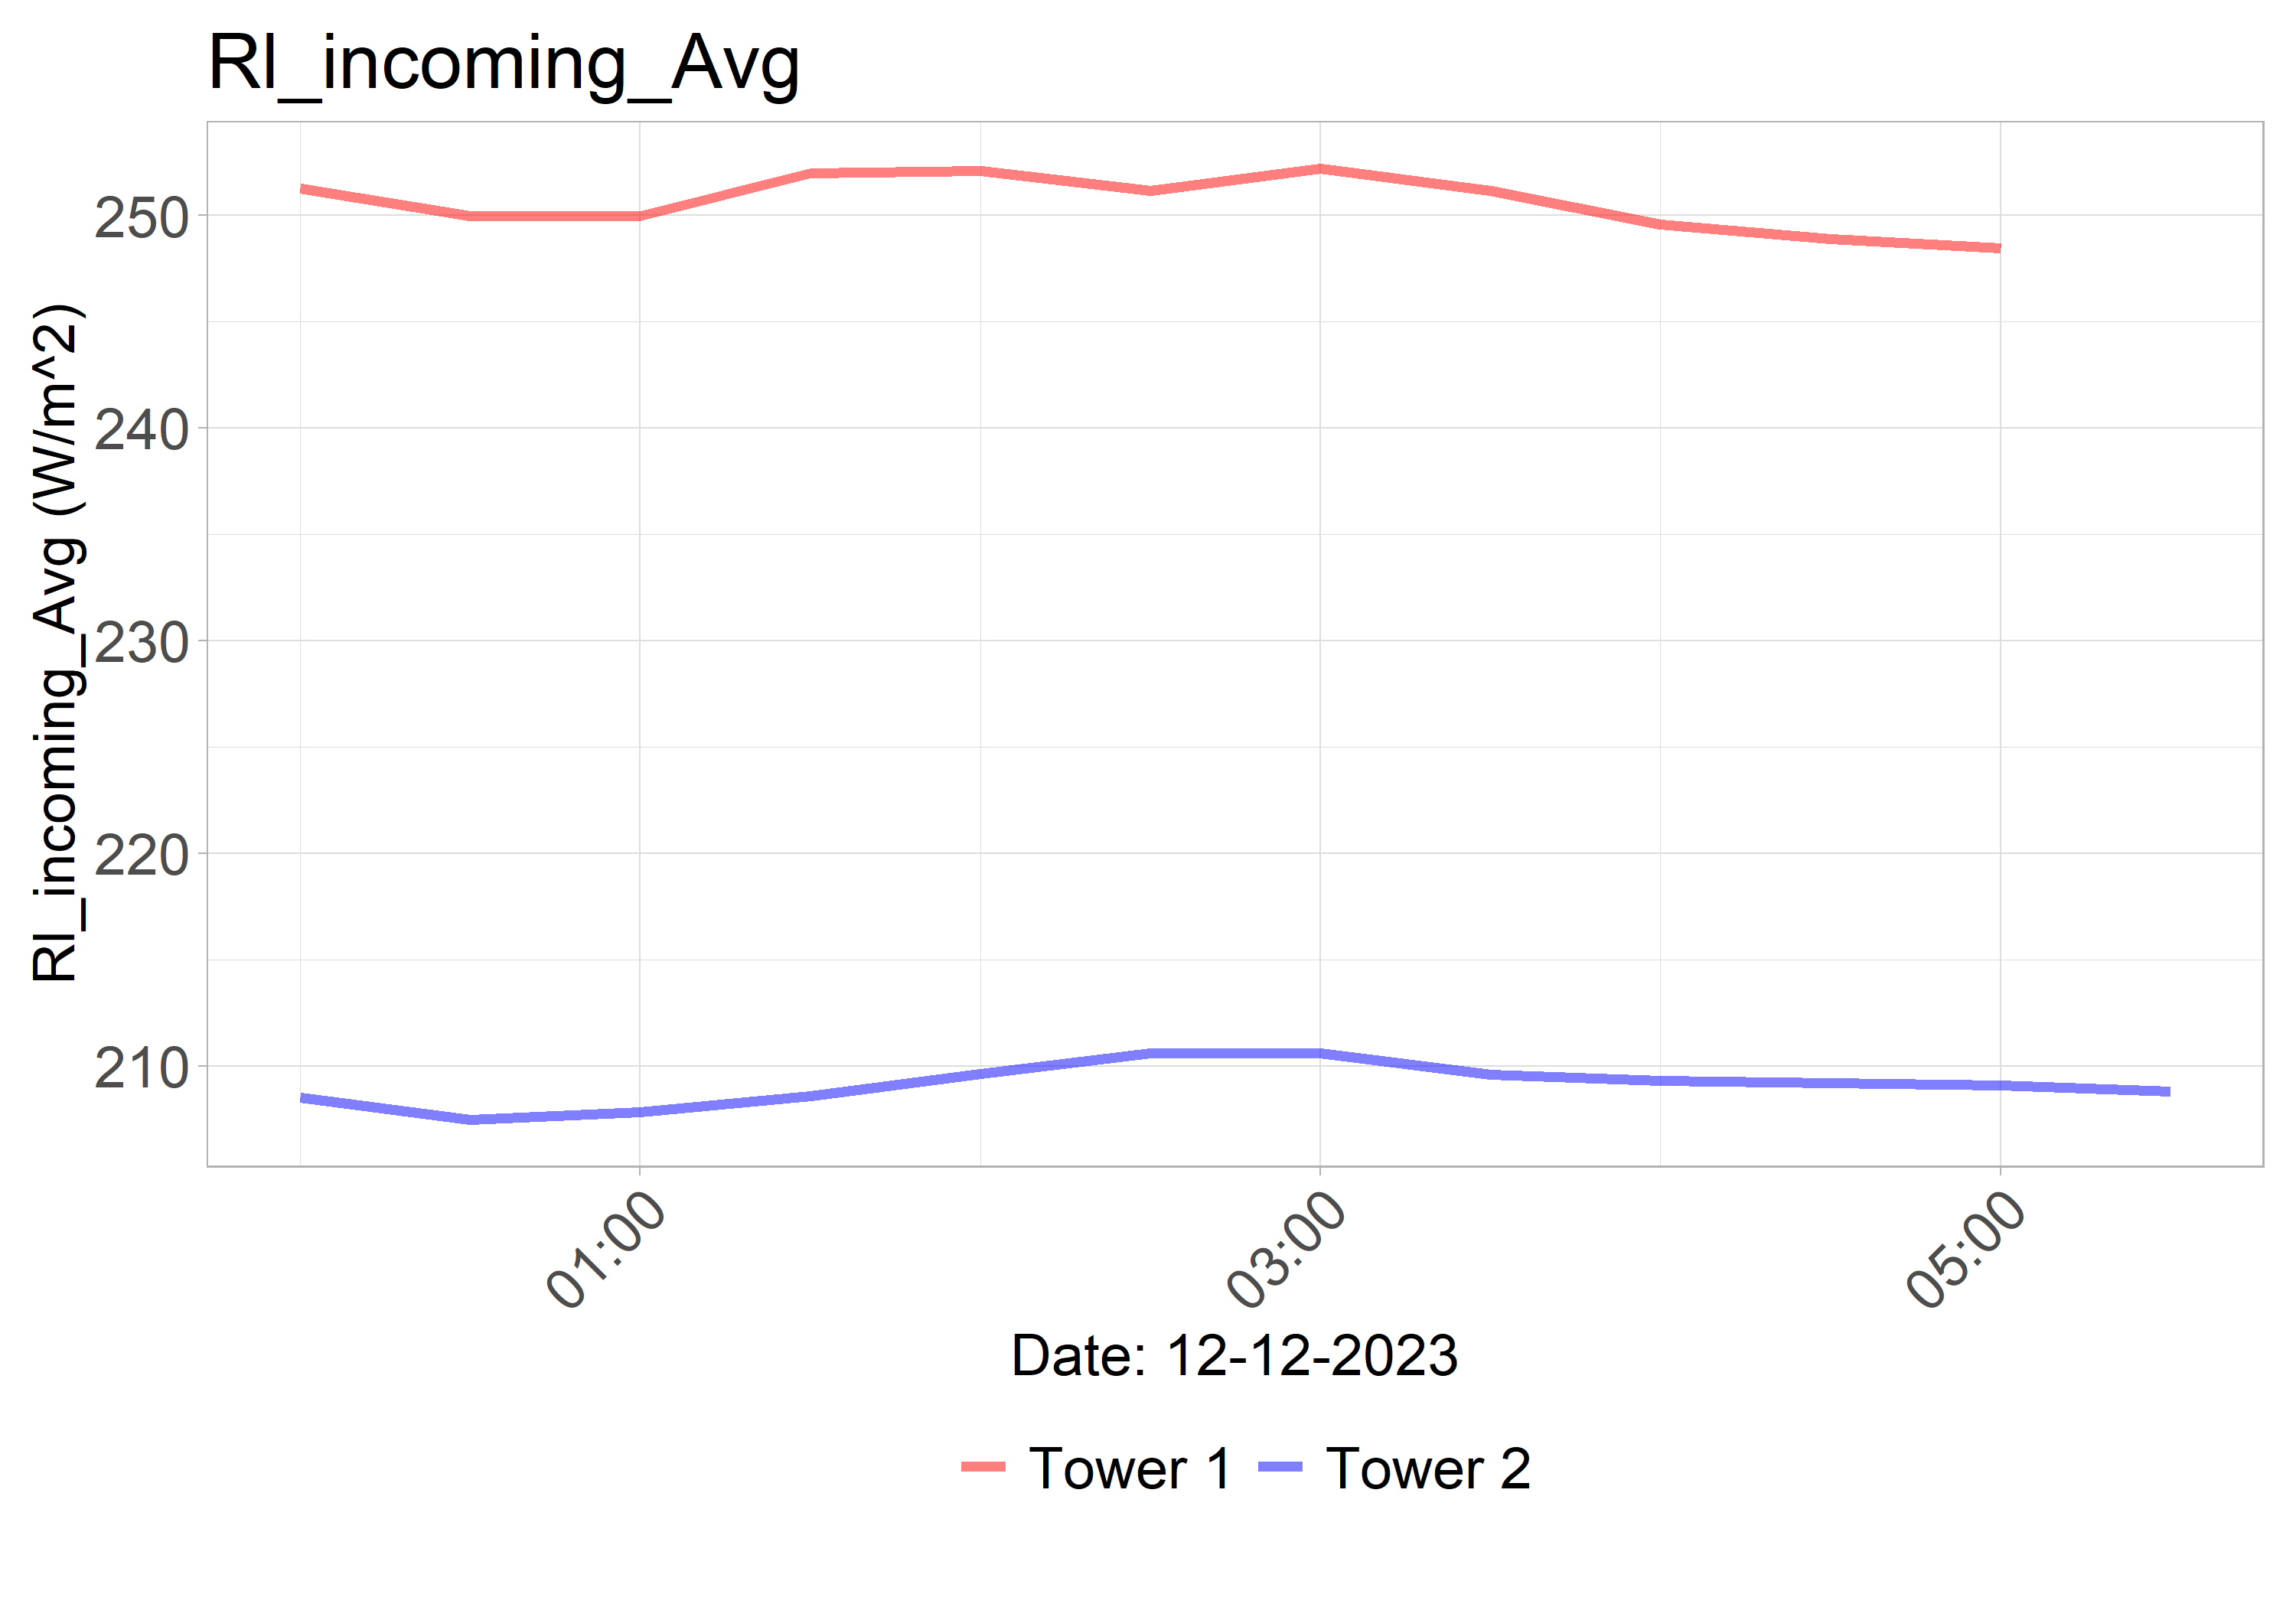 Rl_incoming_Avg
Rl_incoming_Avg (W/m^2)
250
240
230
220
210
01:00
03:00
05:00
Date: 12-12-2023
Tower 1
Tower 2